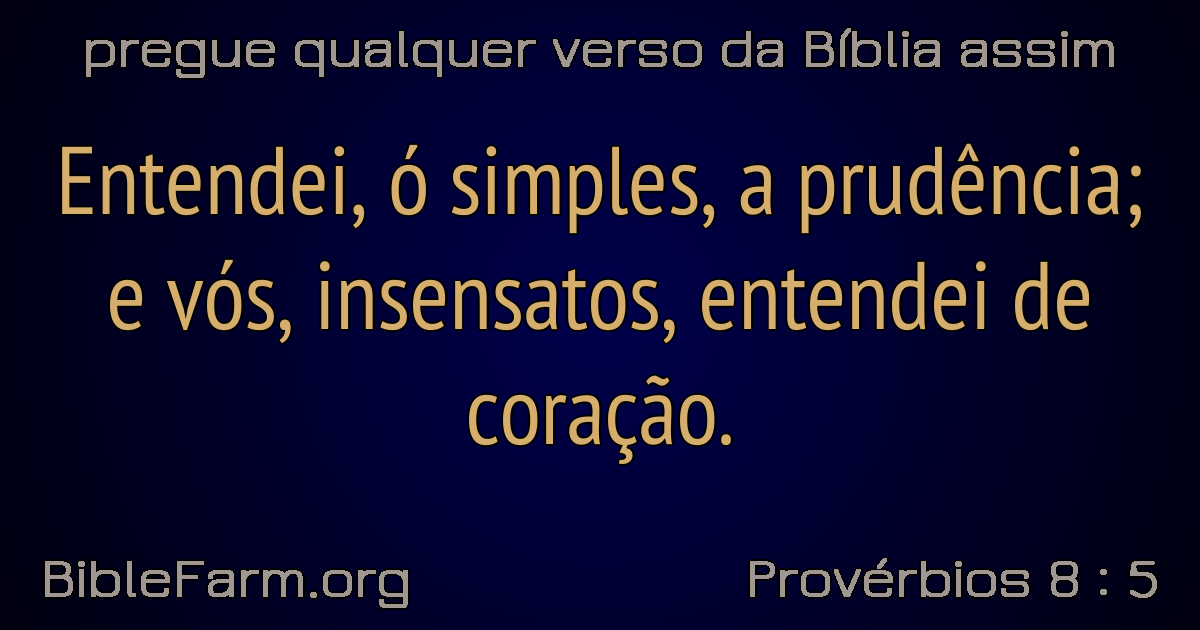 pregue qualquer verso da Bíblia assim
Entendei, ó simples, a prudência;
e vós, insensatos, entendei de
coração.
BibleFarm.org
Provérbios 8 : 5